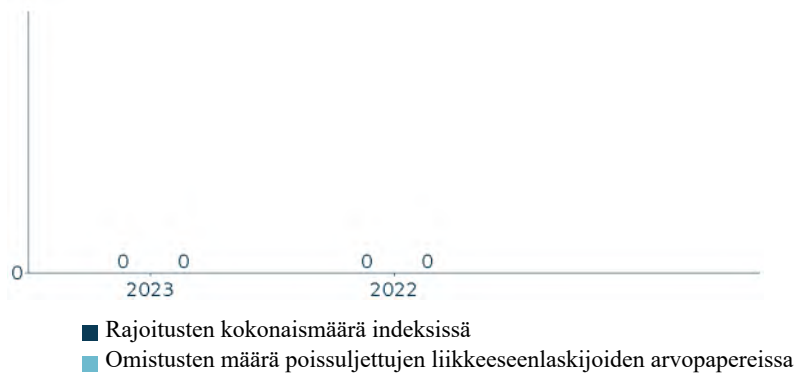 0 0 0 0
0
2023 2022
Rajoitusten kokonaismäärä indeksissä
Omistusten määrä poissuljettujen liikkeeseenlaskijoiden arvopapereissa